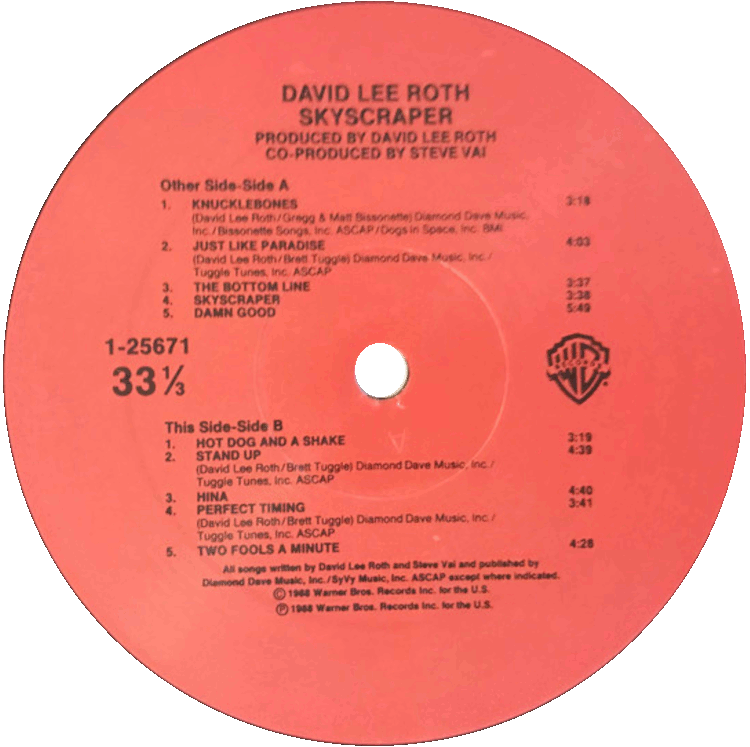 DAVID LEE ROTH
SKYSCRAPER
PRODUCED BY DAVID LEE ROTH
CO-PRODUCED BY STEVE VAI
Other Side-Side A
1. KNUCKLEBONES 3:18
(David Lee Roth/Gregg & Matt Bissonette) Diamond Dave Music,
Inc./Bissonette Songs, Inc. ASCAP/Dogs in Space, Inc. BMI
2. JUST LIKE PARADISE 4:03
(David Lee Roth/Brett Tuggle) Diamond Dave Music, Inc./
Tuggle Tunes, Inc. ASCAP
3. THE BOTTOM LINE 3:37
4. SKYSCRAPER 3:38
5. DAMN GOOD 5:49
1-25671
33 ⅓
WB
RECORDS
This Side-Side B
1. HOT DOG AND A SHAKE 3:19
2. STAND UP 4:39
(David Lee Roth/Brett Tuggle) Diamond Dave Music, Inc./
Tuggle Tunes, Inc. ASCAP
3. HINA 4:40
4. PERFECT TIMING 3:41
(David Lee Roth/Brett Tuggle) Diamond Dave Music, Inc./
Tuggle Tunes, Inc. ASCAP
5. TWO FOOLS A MINUTE 4:28
All songs written by David Lee Roth and Steve Vai and published by
Diamond Dave Music, Inc./SyVy Music, Inc. ASCAP except where indicated.
©1988 Warner Bros. Records Inc. for the U.S.
℗1988 Warner Bros. Records Inc. for the U.S.